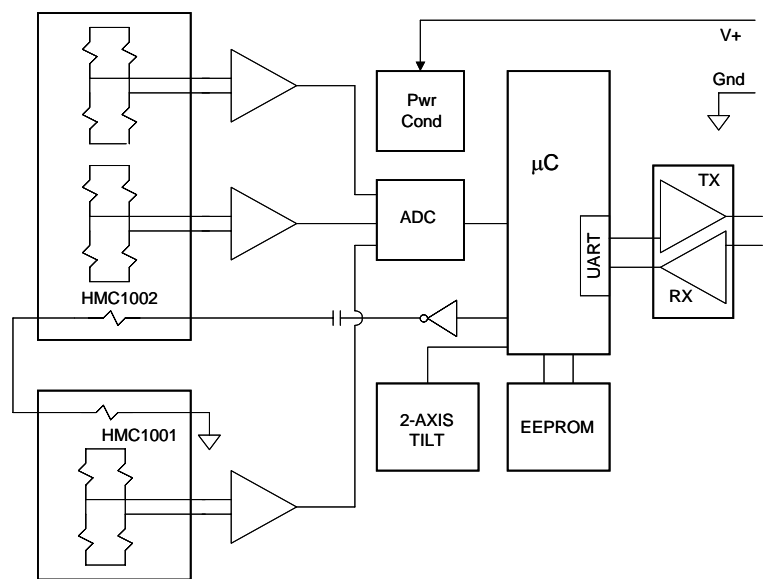 V+
Gnd
Pwr
Cond
μC
TX
ADC
UART
RX
HMC1002
2-AXIS
TILT
EEPROM
HMC1001